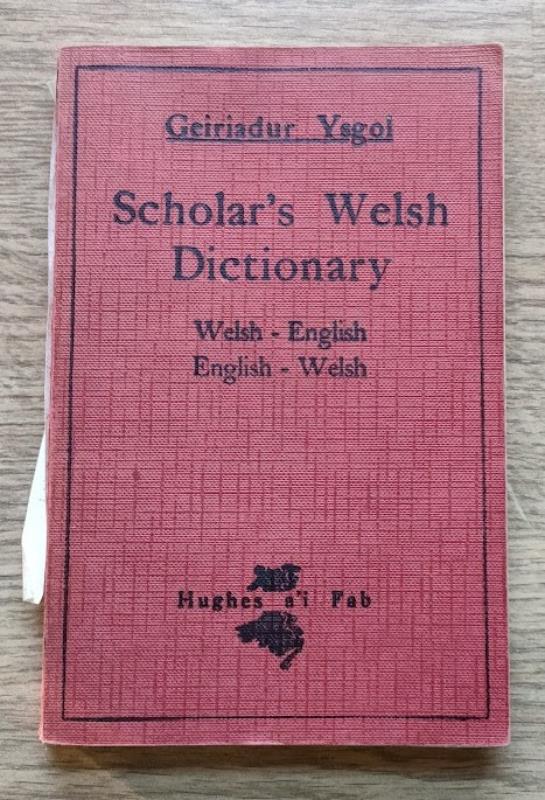 Geiriadur Ysgol
Scholar's Welsh
Dictionary
Welsh - English
English - Welsh
Hughes a'i Fab